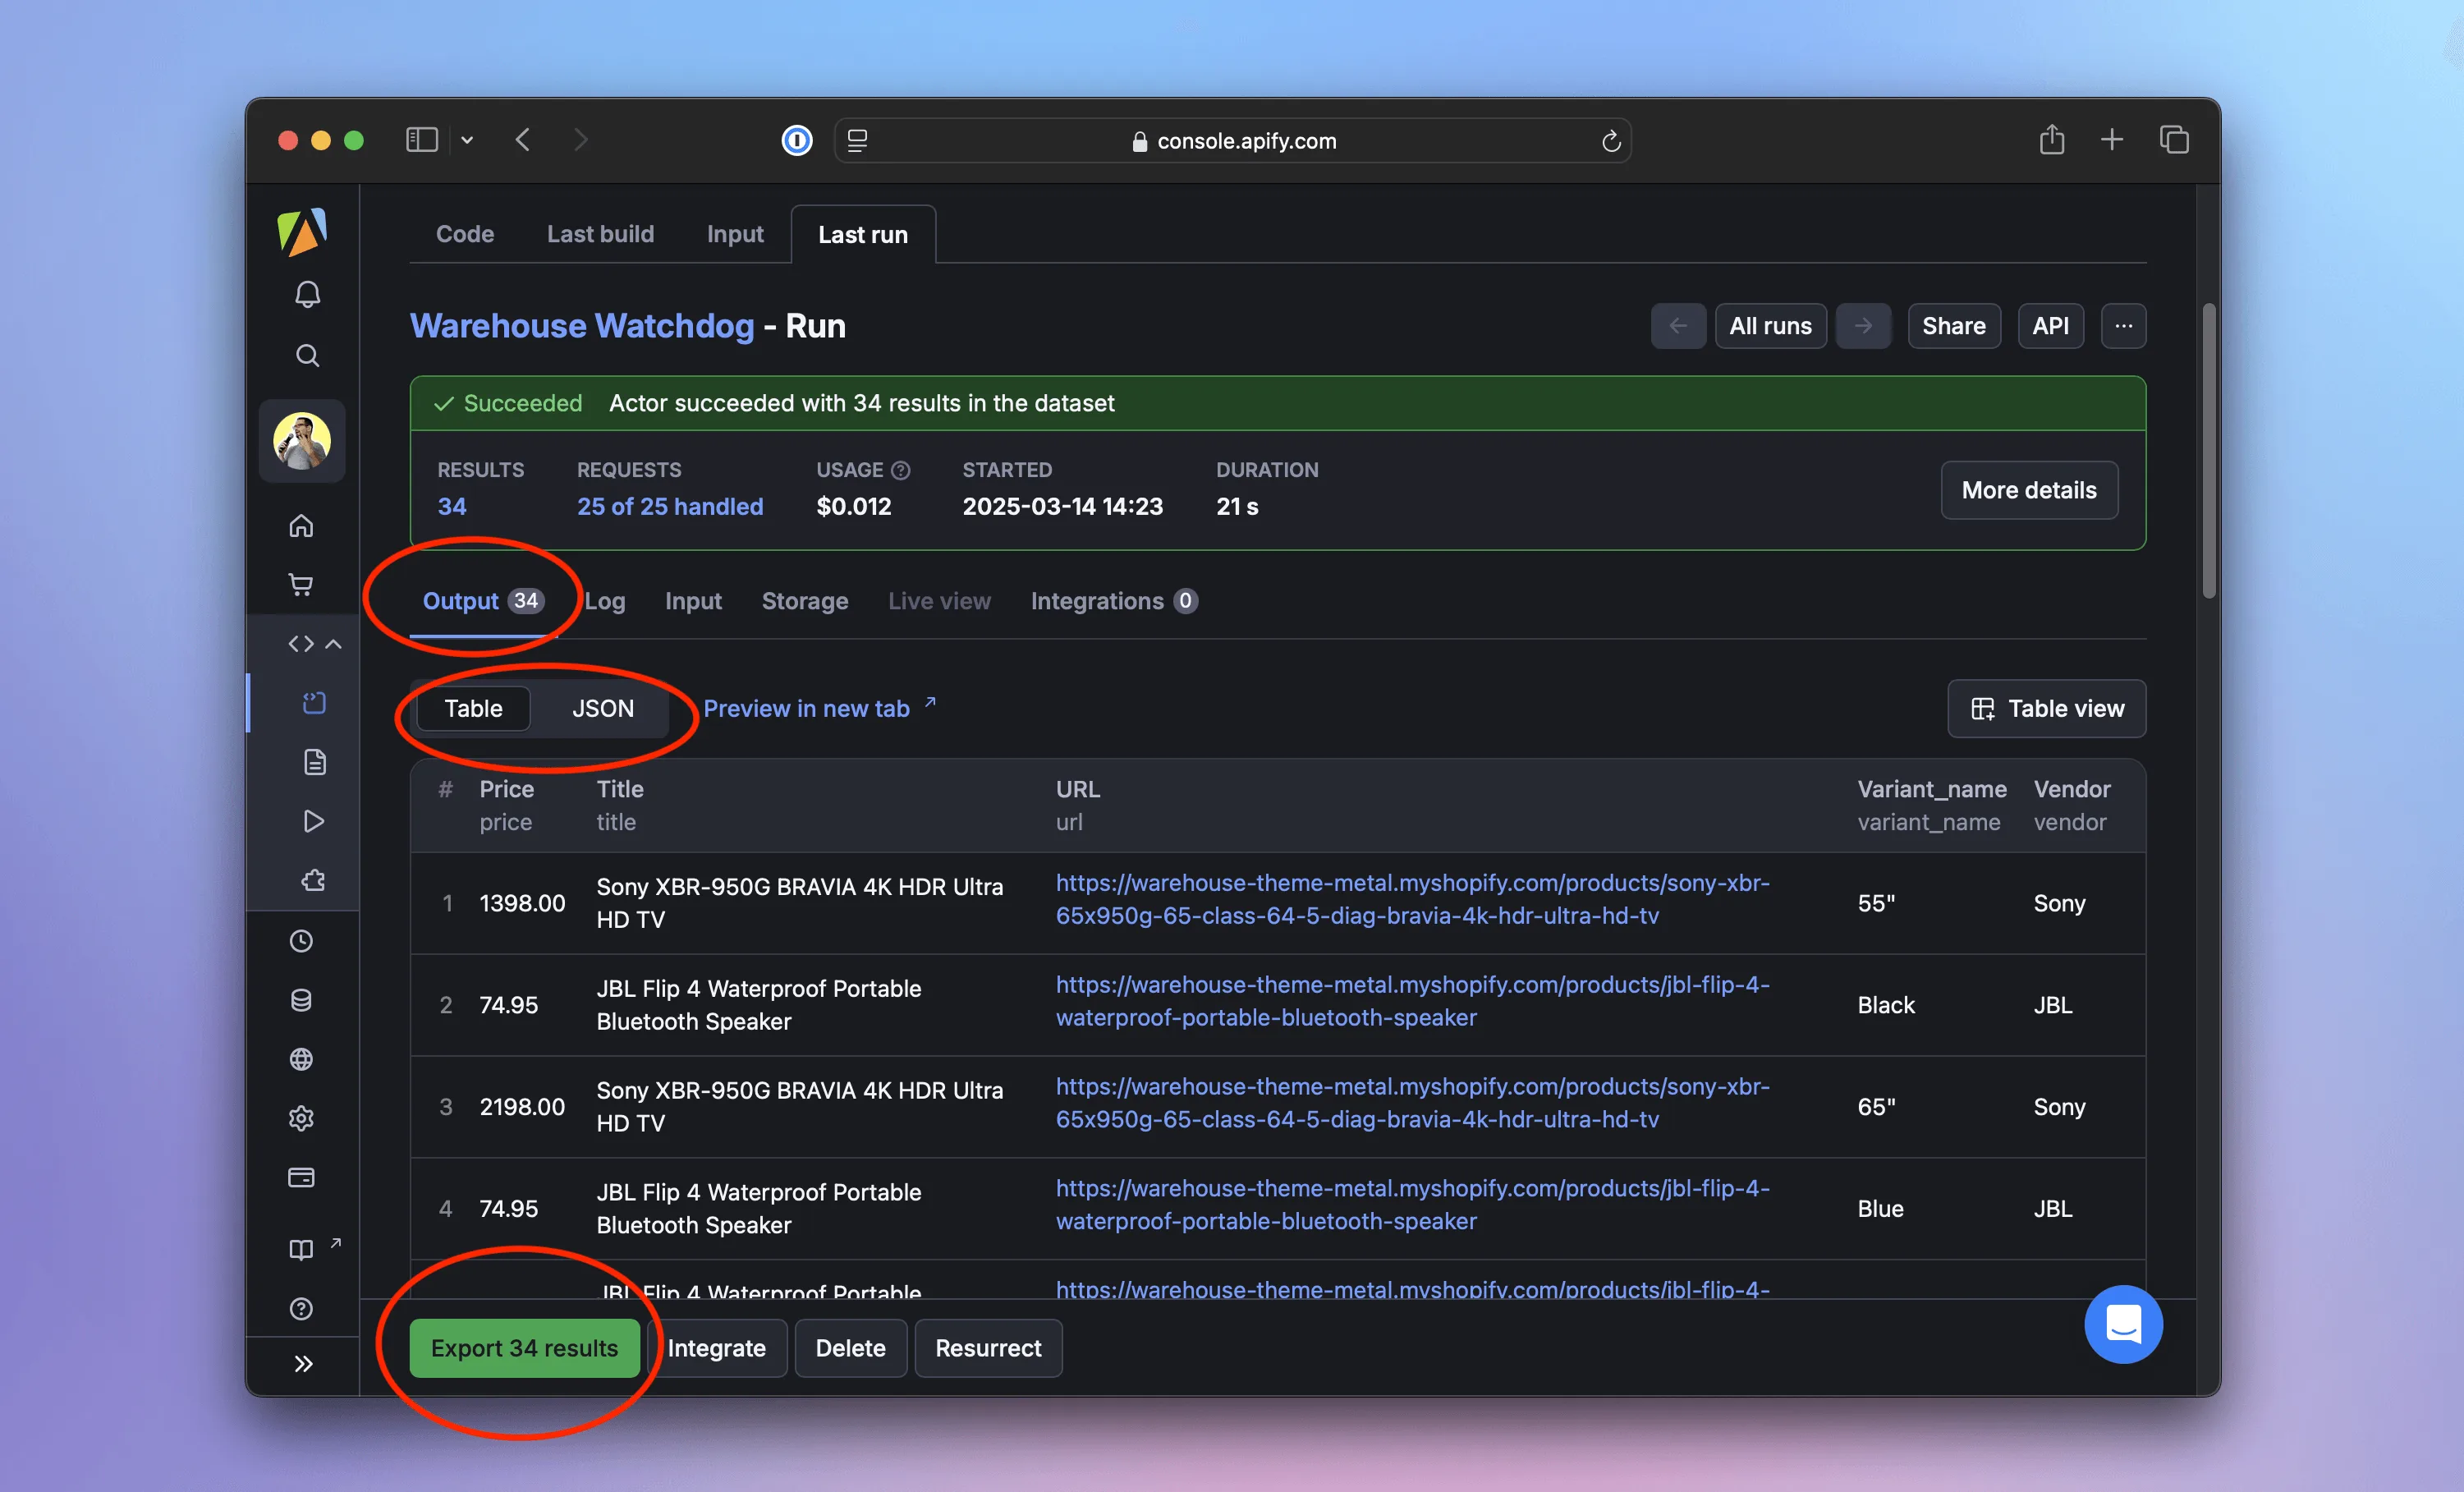 console.apify.com
Code Last build Input Last run
Warehouse Watchdog - Run
All runs Share API ...
Succeeded Actor succeeded with 34 results in the dataset
RESULTS REQUESTS USAGE STARTED DURATION
34 25 of 25 handled $0.012 2025-03-14 14:23 21 s
More details
Output 34 Log Input Storage Live view Integrations 0
Table JSON Preview in new tab Table view
# Price Title URL Variant_name Vendor
price title url variant_name vendor
1 1398.00 Sony XBR-950G BRAVIA 4K HDR Ultra HD TV https://warehouse-theme-metal.myshopify.com/products/sony-xbr-65x950g-65-class-64-5-diag-bravia-4k-hdr-ultra-hd-tv 55" Sony
2 74.95 JBL Flip 4 Waterproof Portable Bluetooth Speaker https://warehouse-theme-metal.myshopify.com/products/jbl-flip-4-waterproof-portable-bluetooth-speaker Black JBL
3 2198.00 Sony XBR-950G BRAVIA 4K HDR Ultra HD TV https://warehouse-theme-metal.myshopify.com/products/sony-xbr-65x950g-65-class-64-5-diag-bravia-4k-hdr-ultra-hd-tv 65" Sony
4 74.95 JBL Flip 4 Waterproof Portable Bluetooth Speaker https://warehouse-theme-metal.myshopify.com/products/jbl-flip-4-waterproof-portable-bluetooth-speaker Blue JBL
JBL Flip 4 Waterproof Portable https://warehouse-theme-metal.myshopify.com/products/jbl-flip-4-
Export 34 results Integrate Delete Resurrect